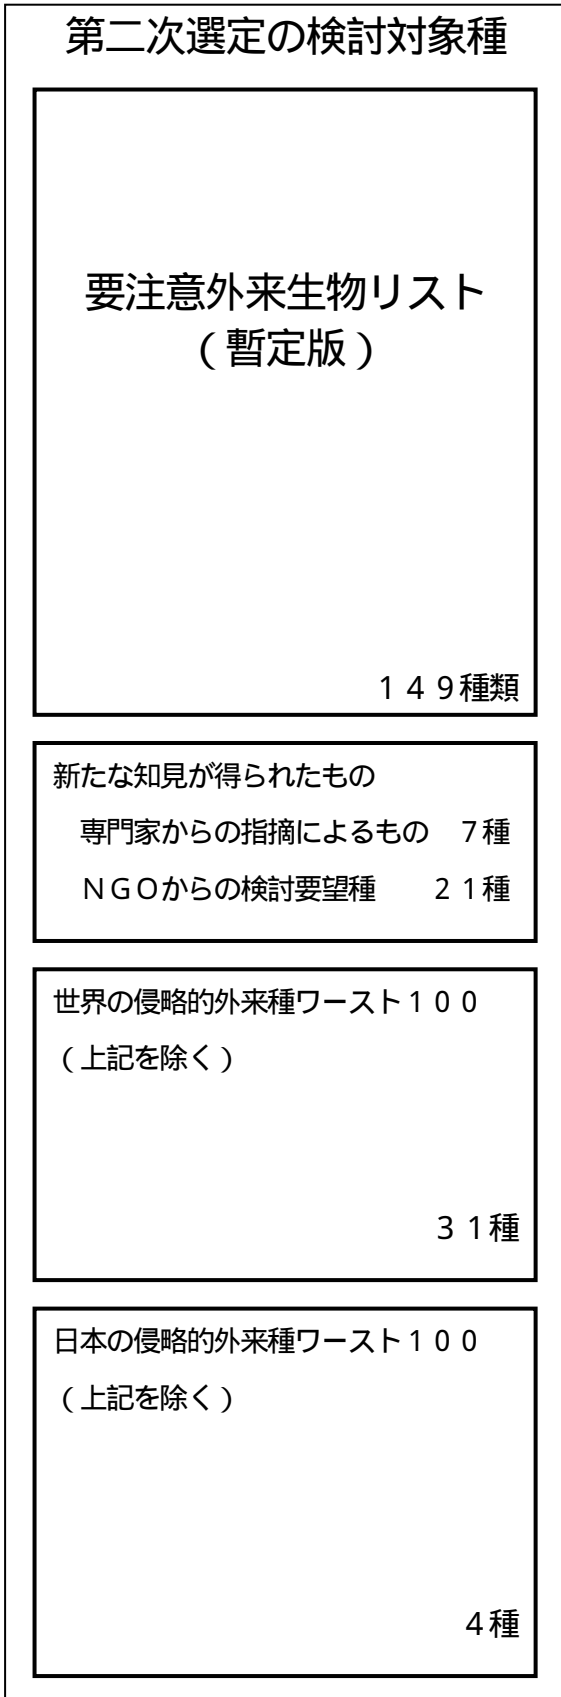 第二次選定の検討対象種
要注意外来生物リスト
（暫定版）
１４９種類
新たな知見が得られたもの
専門家からの指摘によるもの　７種
ＮＧＯからの検討要望種　２１種
世界の侵略的外来種ワースト１００
（上記を除く）
３１種
日本の侵略的外来種ワースト１００
（上記を除く）
４種